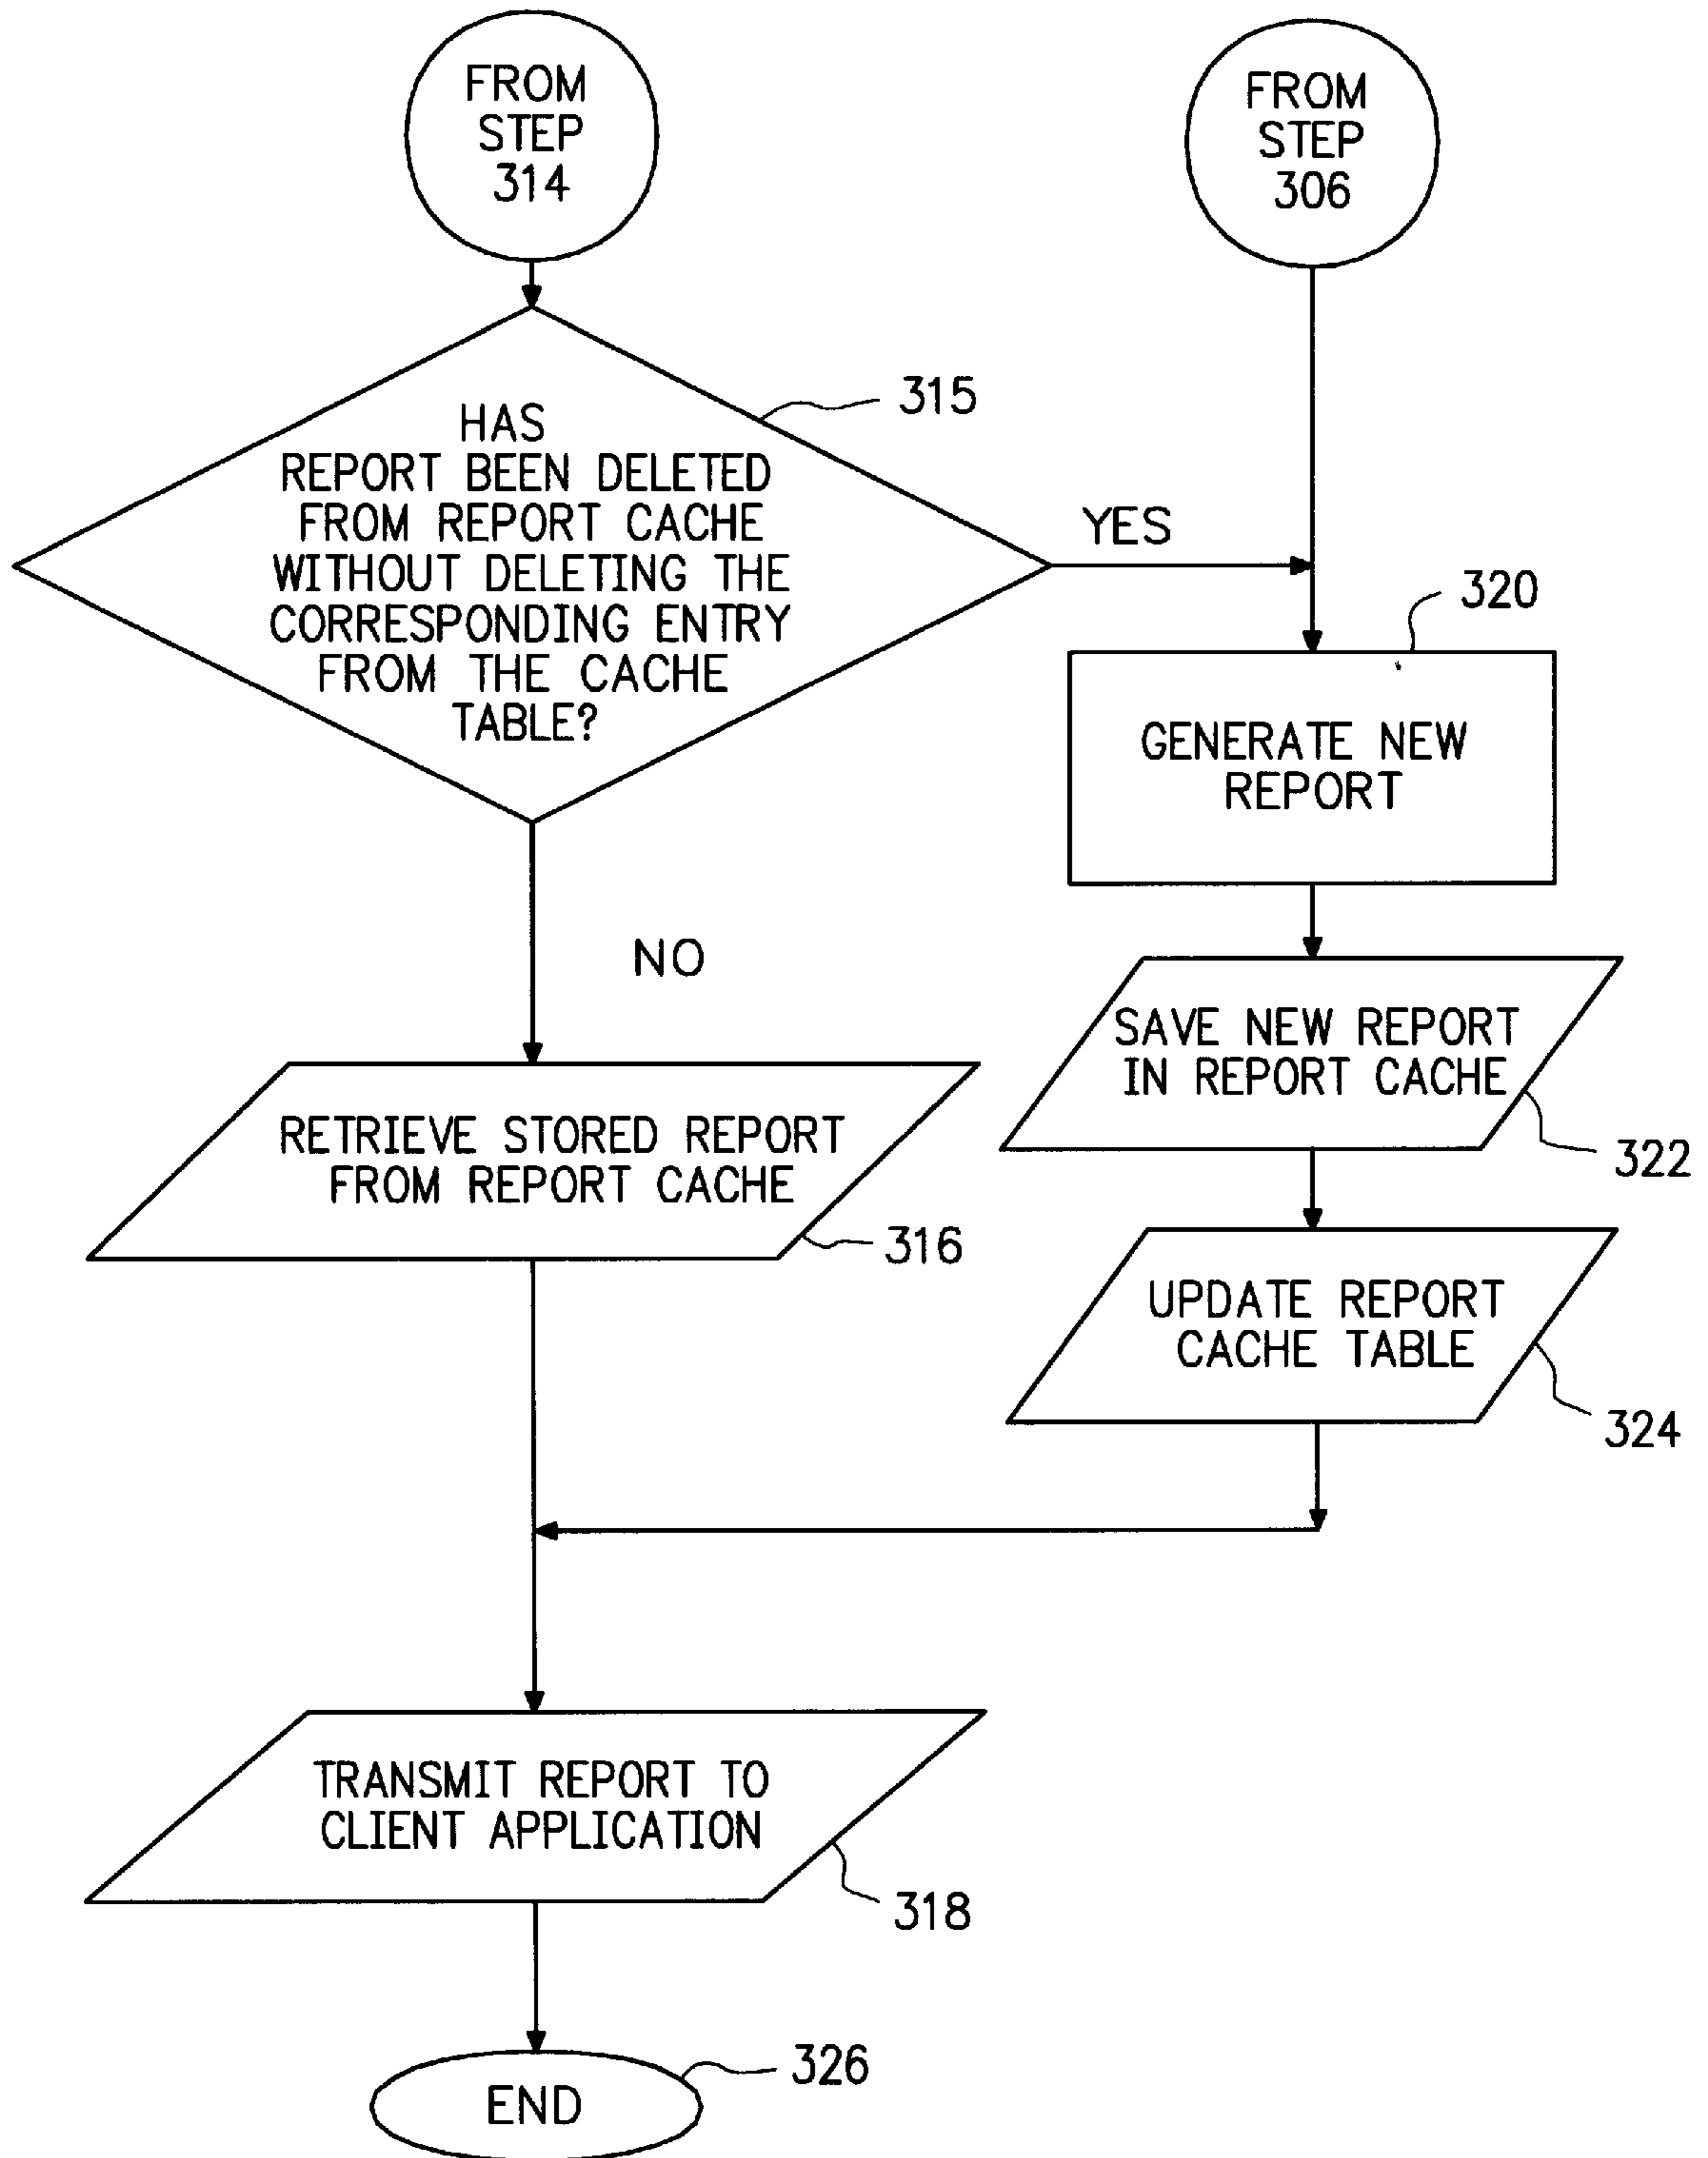 FROM
STEP
314
FROM
STEP
306
HAS
REPORT BEEN DELETED
FROM REPORT CACHE
WITHOUT DELETING THE
CORRESPONDING ENTRY
FROM THE CACHE
TABLE?
315
YES
320
GENERATE NEW
REPORT
NO
SAVE NEW REPORT
IN REPORT CACHE
322
RETRIEVE STORED REPORT
FROM REPORT CACHE
316
UPDATE REPORT
CACHE TABLE
324
TRANSMIT REPORT TO
CLIENT APPLICATION
318
END
326